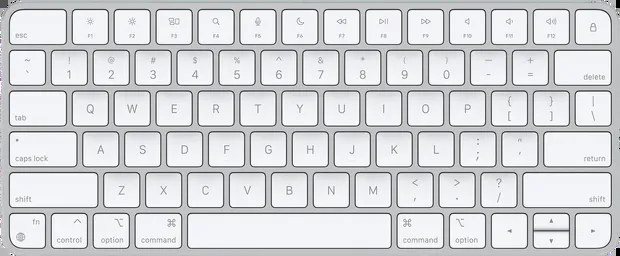 esc F1 F2 F3 F4 F5 F6 F7 F8 F9 F10 F11 F12
~ ! @ # $ % ^ & * ( ) — +
` 1 2 3 4 5 6 7 8 9 0 - = delete
tab Q W E R T Y U I O P { [ } ] | \
caps lock A S D F G H J K L : ; " ' return
shift Z X C V B N M < , > . ? / shift
fn ^ control ⌥ option ⌘ command ⌘ command ⌥ option ◀ ▲ ▼ ▶